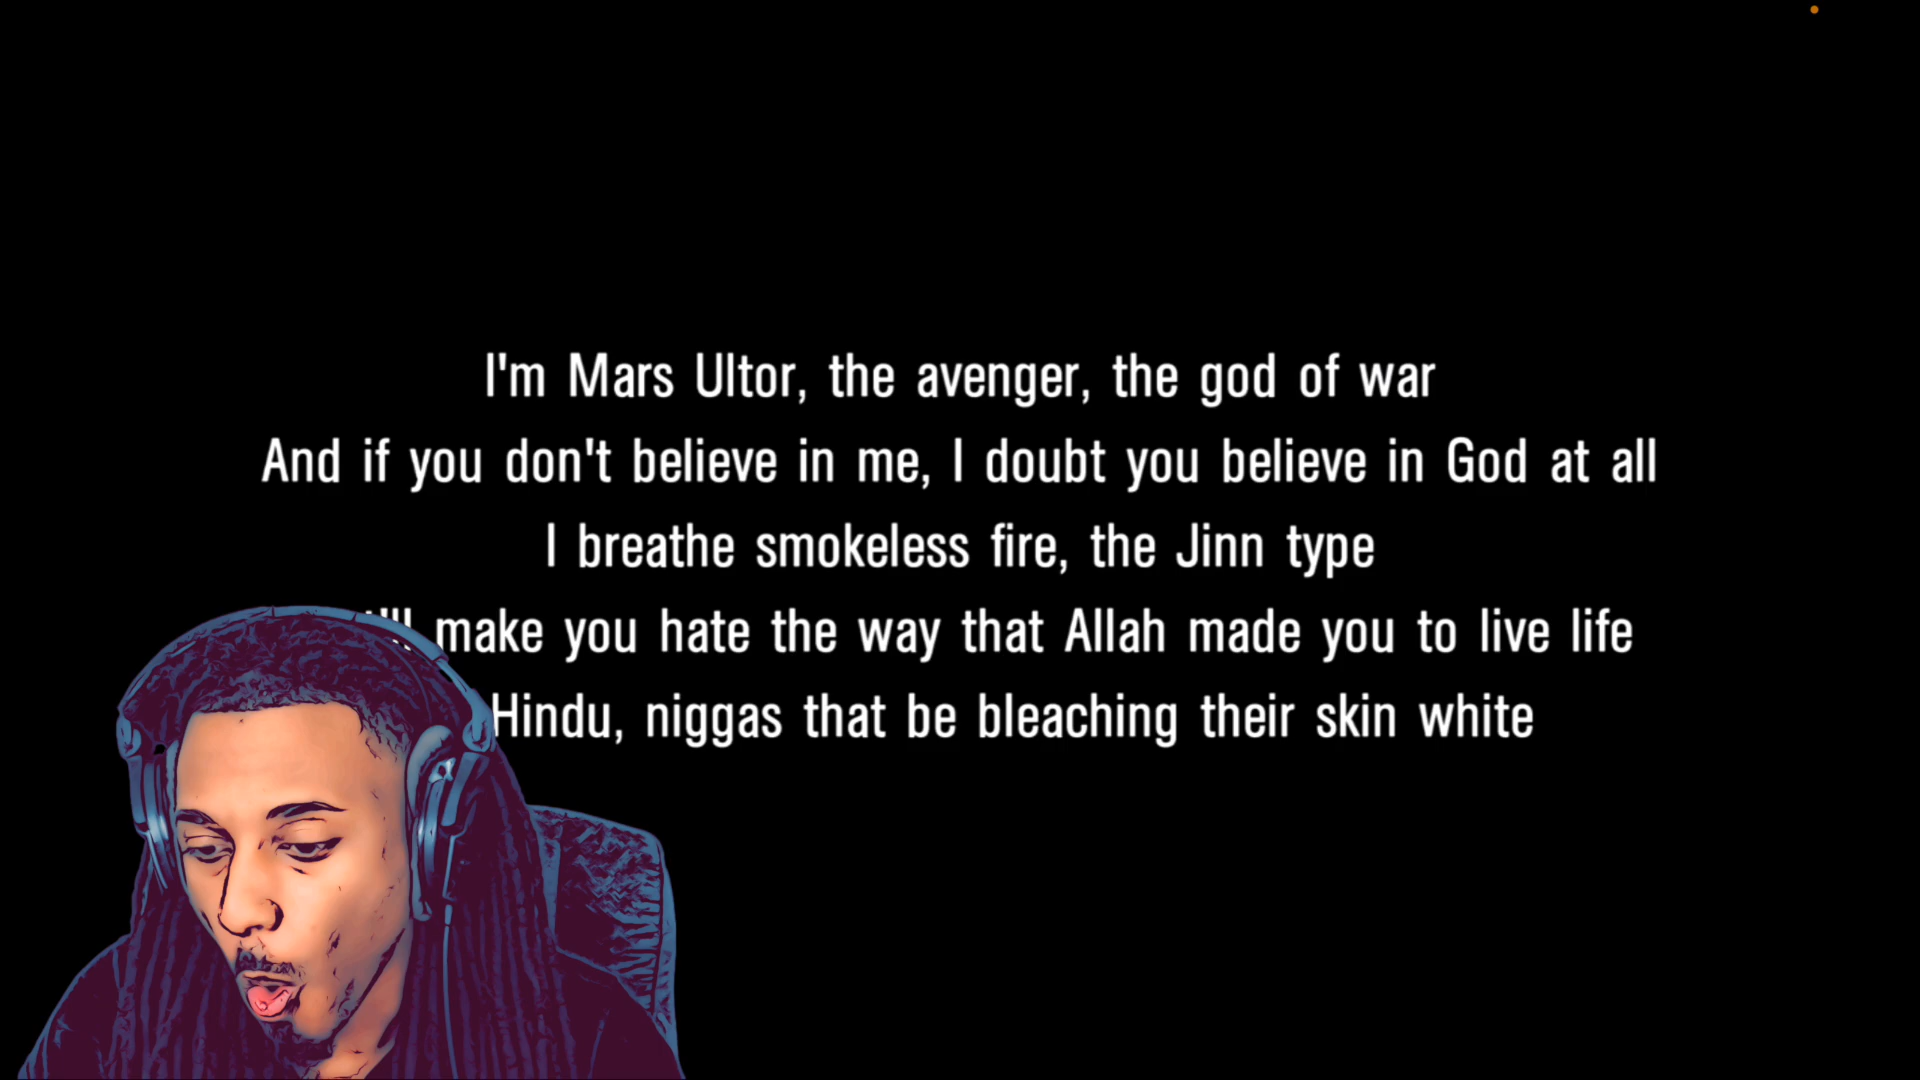 I'm Mars Ultor, the avenger, the god of war
And if you don't believe in me, I doubt you believe in God at all
I breathe smokeless fire, the Jinn type
make you hate the way that Allah made you to live life
Hindu, niggas that be bleaching their skin white